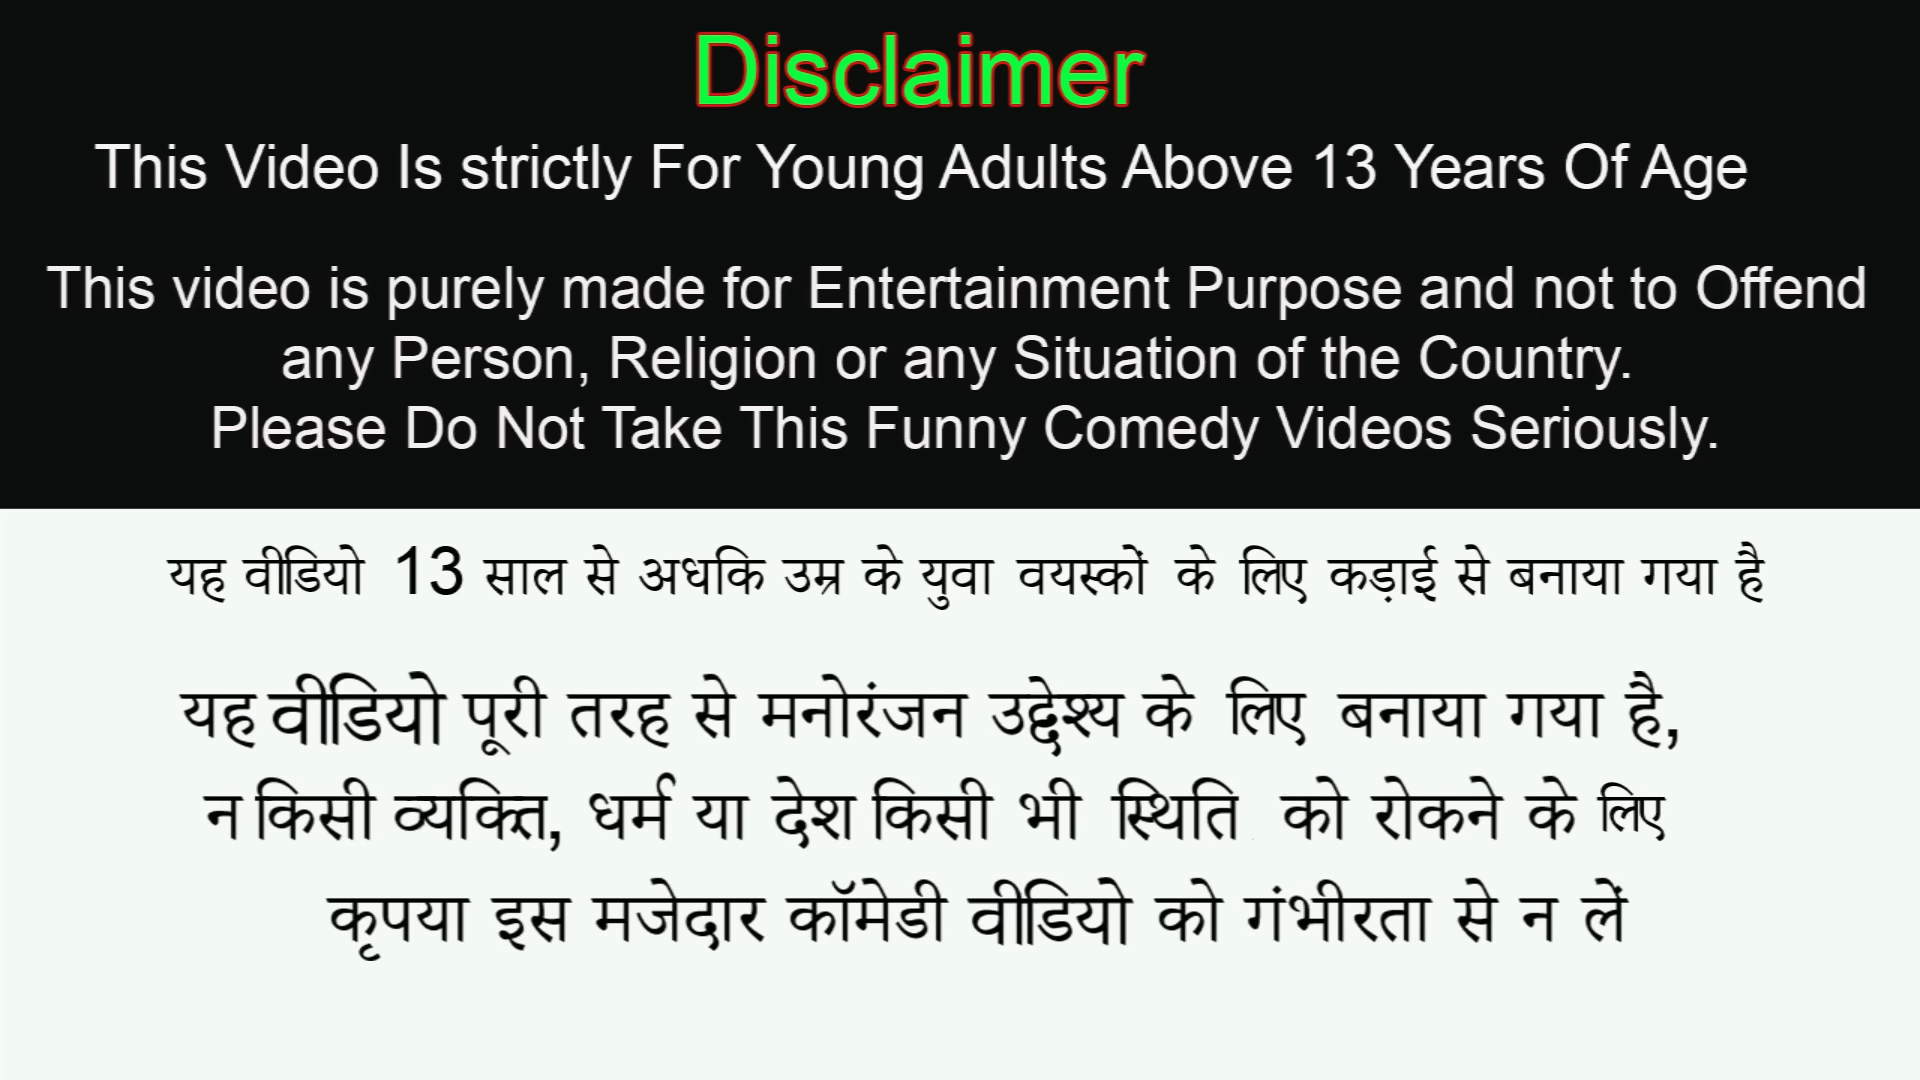 Disclaimer
This Video Is strictly For Young Adults Above 13 Years Of Age
This video is purely made for Entertainment Purpose and not to Offend
any Person, Religion or any Situation of the Country.
Please Do Not Take This Funny Comedy Videos Seriously.
यह वीडियो 13 साल से अधकि उम्र के युवा वयस्कों के लिए कड़ाई से बनाया गया है
यह वीडियो पूरी तरह से मनोरंजन उद्देश्य के लिए बनाया गया है,
न किसी व्यक्ति, धर्म या देश किसी भी स्थिति को रोकने के लिए
कृपया इस मजेदार कॉमेडी वीडियो को गंभीरता से न लें